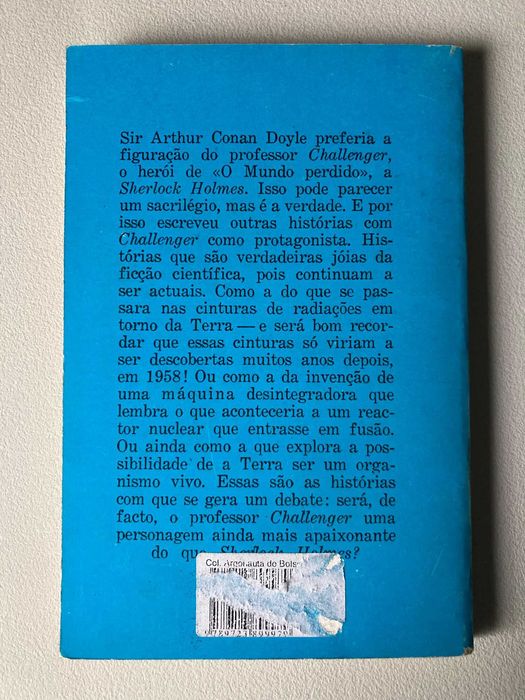 Sir Arthur Conan Doyle preferia a
figuração do professor Challenger,
o herói de «O Mundo perdido», a
Sherlock Holmes. Isso pode parecer
um sacrilégio, mas é a verdade. E por
isso escreveu outras histórias com
Challenger como protagonista. His-
tórias que são verdadeiras jóias da
ficção científica, pois continuam a
ser actuais. Como a do que se pas-
sara nas cinturas de radiações em
torno da Terra — e será bom recor-
dar que essas cinturas só viriam a
ser descobertas muitos anos depois,
em 1958! Ou como a da invenção de
uma máquina desintegradora que
lembra o que aconteceria a um reac-
tor nuclear que entrasse em fusão.
Ou ainda como a que explora a pos-
sibilidade de a Terra ser um orga-
nismo vivo. Essas são as histórias
com que se gera um debate: será, de
facto, o professor Challenger uma
personagem ainda mais apaixonante
do que Sherlock Holmes?
Col. Argonauta de Bols